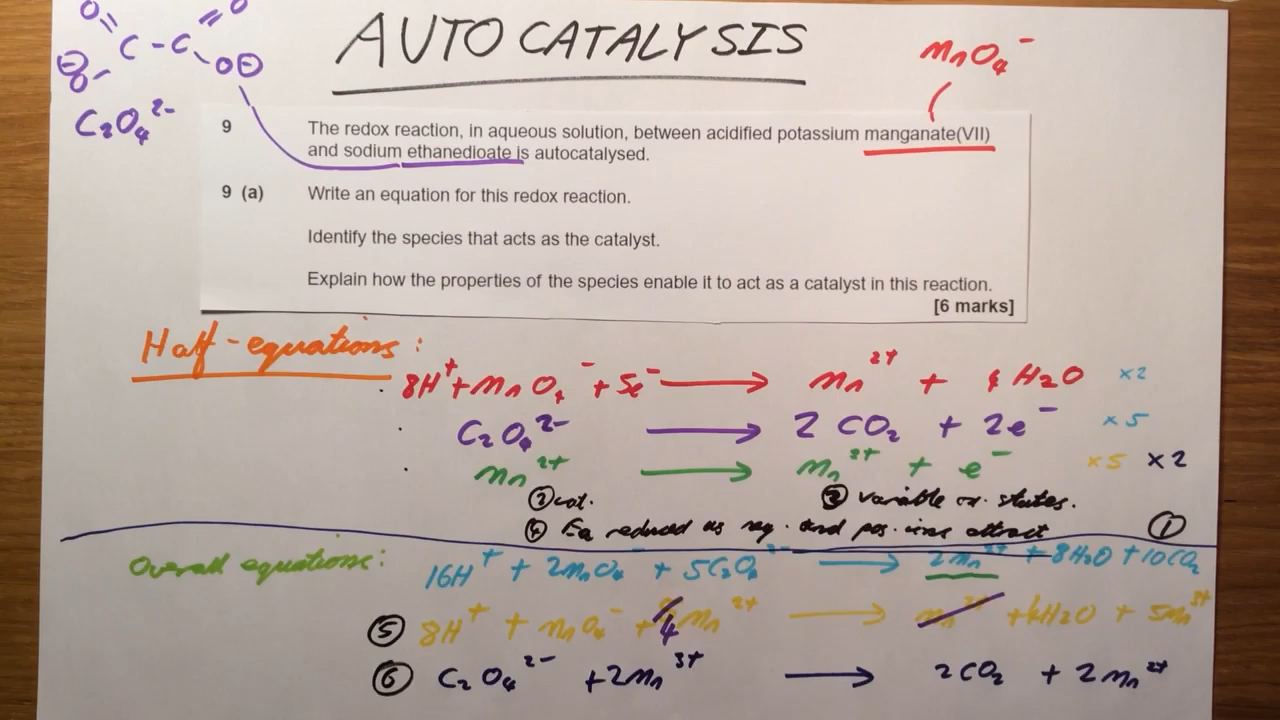 AUTOCATALYSIS
O O
C - C
⊖O O⊖
C₂O₄²⁻
MnO₄⁻
9 The redox reaction, in aqueous solution, between acidified potassium manganate(VII)
and sodium ethanedioate is autocatalysed.
9 (a) Write an equation for this redox reaction.
Identify the species that acts as the catalyst.
Explain how the properties of the species enable it to act as a catalyst in this reaction.
[6 marks]
Half-equations:
8H⁺ + MnO₄⁻ + 5e⁻ → Mn²⁺ + 4H₂O ×2
C₂O₄²⁻ → 2CO₂ + 2e⁻ ×5
Mn²⁺ → Mn³⁺ + e⁻ ×5 ×2
② cat. ③ variable ox. states.
④ Ea reduced as neg. and pos. ions attract ①
Overall equations: 16H⁺ + 2MnO₄⁻ + 5C₂O₄²⁻ → 2Mn²⁺ + 8H₂O + 10CO₂
⑤ 8H⁺ + MnO₄⁻ + 4Mn²⁺ → Mn²⁺ + 4H₂O + 5Mn³⁺
⑥ C₂O₄²⁻ + 2Mn³⁺ → 2CO₂ + 2Mn²⁺